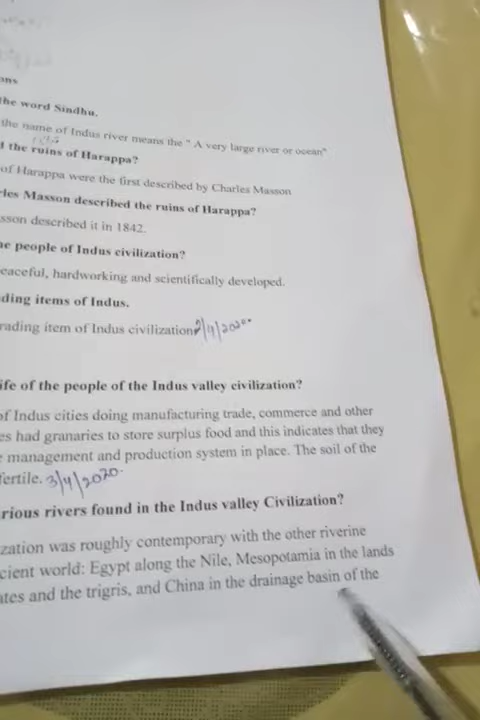 ons
the word Sindhu.
the name of Indus river means the " A very large river or ocean"
the ruins of Harappa?
of Harappa were the first described by Charles Masson
rles Masson described the ruins of Harappa?
sson described it in 1842.
he people of Indus civilization?
eaceful, hardworking and scientifically developed.
ding items of Indus.
rading item of Indus civilization
ife of the people of the Indus valley civilization?
of Indus cities doing manufacturing trade, commerce and other
es had granaries to store surplus food and this indicates that they
management and production system in place. The soil of the
fertile. 3/4/2020.
rious rivers found in the Indus valley Civilization?
zation was roughly contemporary with the other riverine
cient world: Egypt along the Nile, Mesopotamia in the lands
ates and the trigris, and China in the drainage basin of the